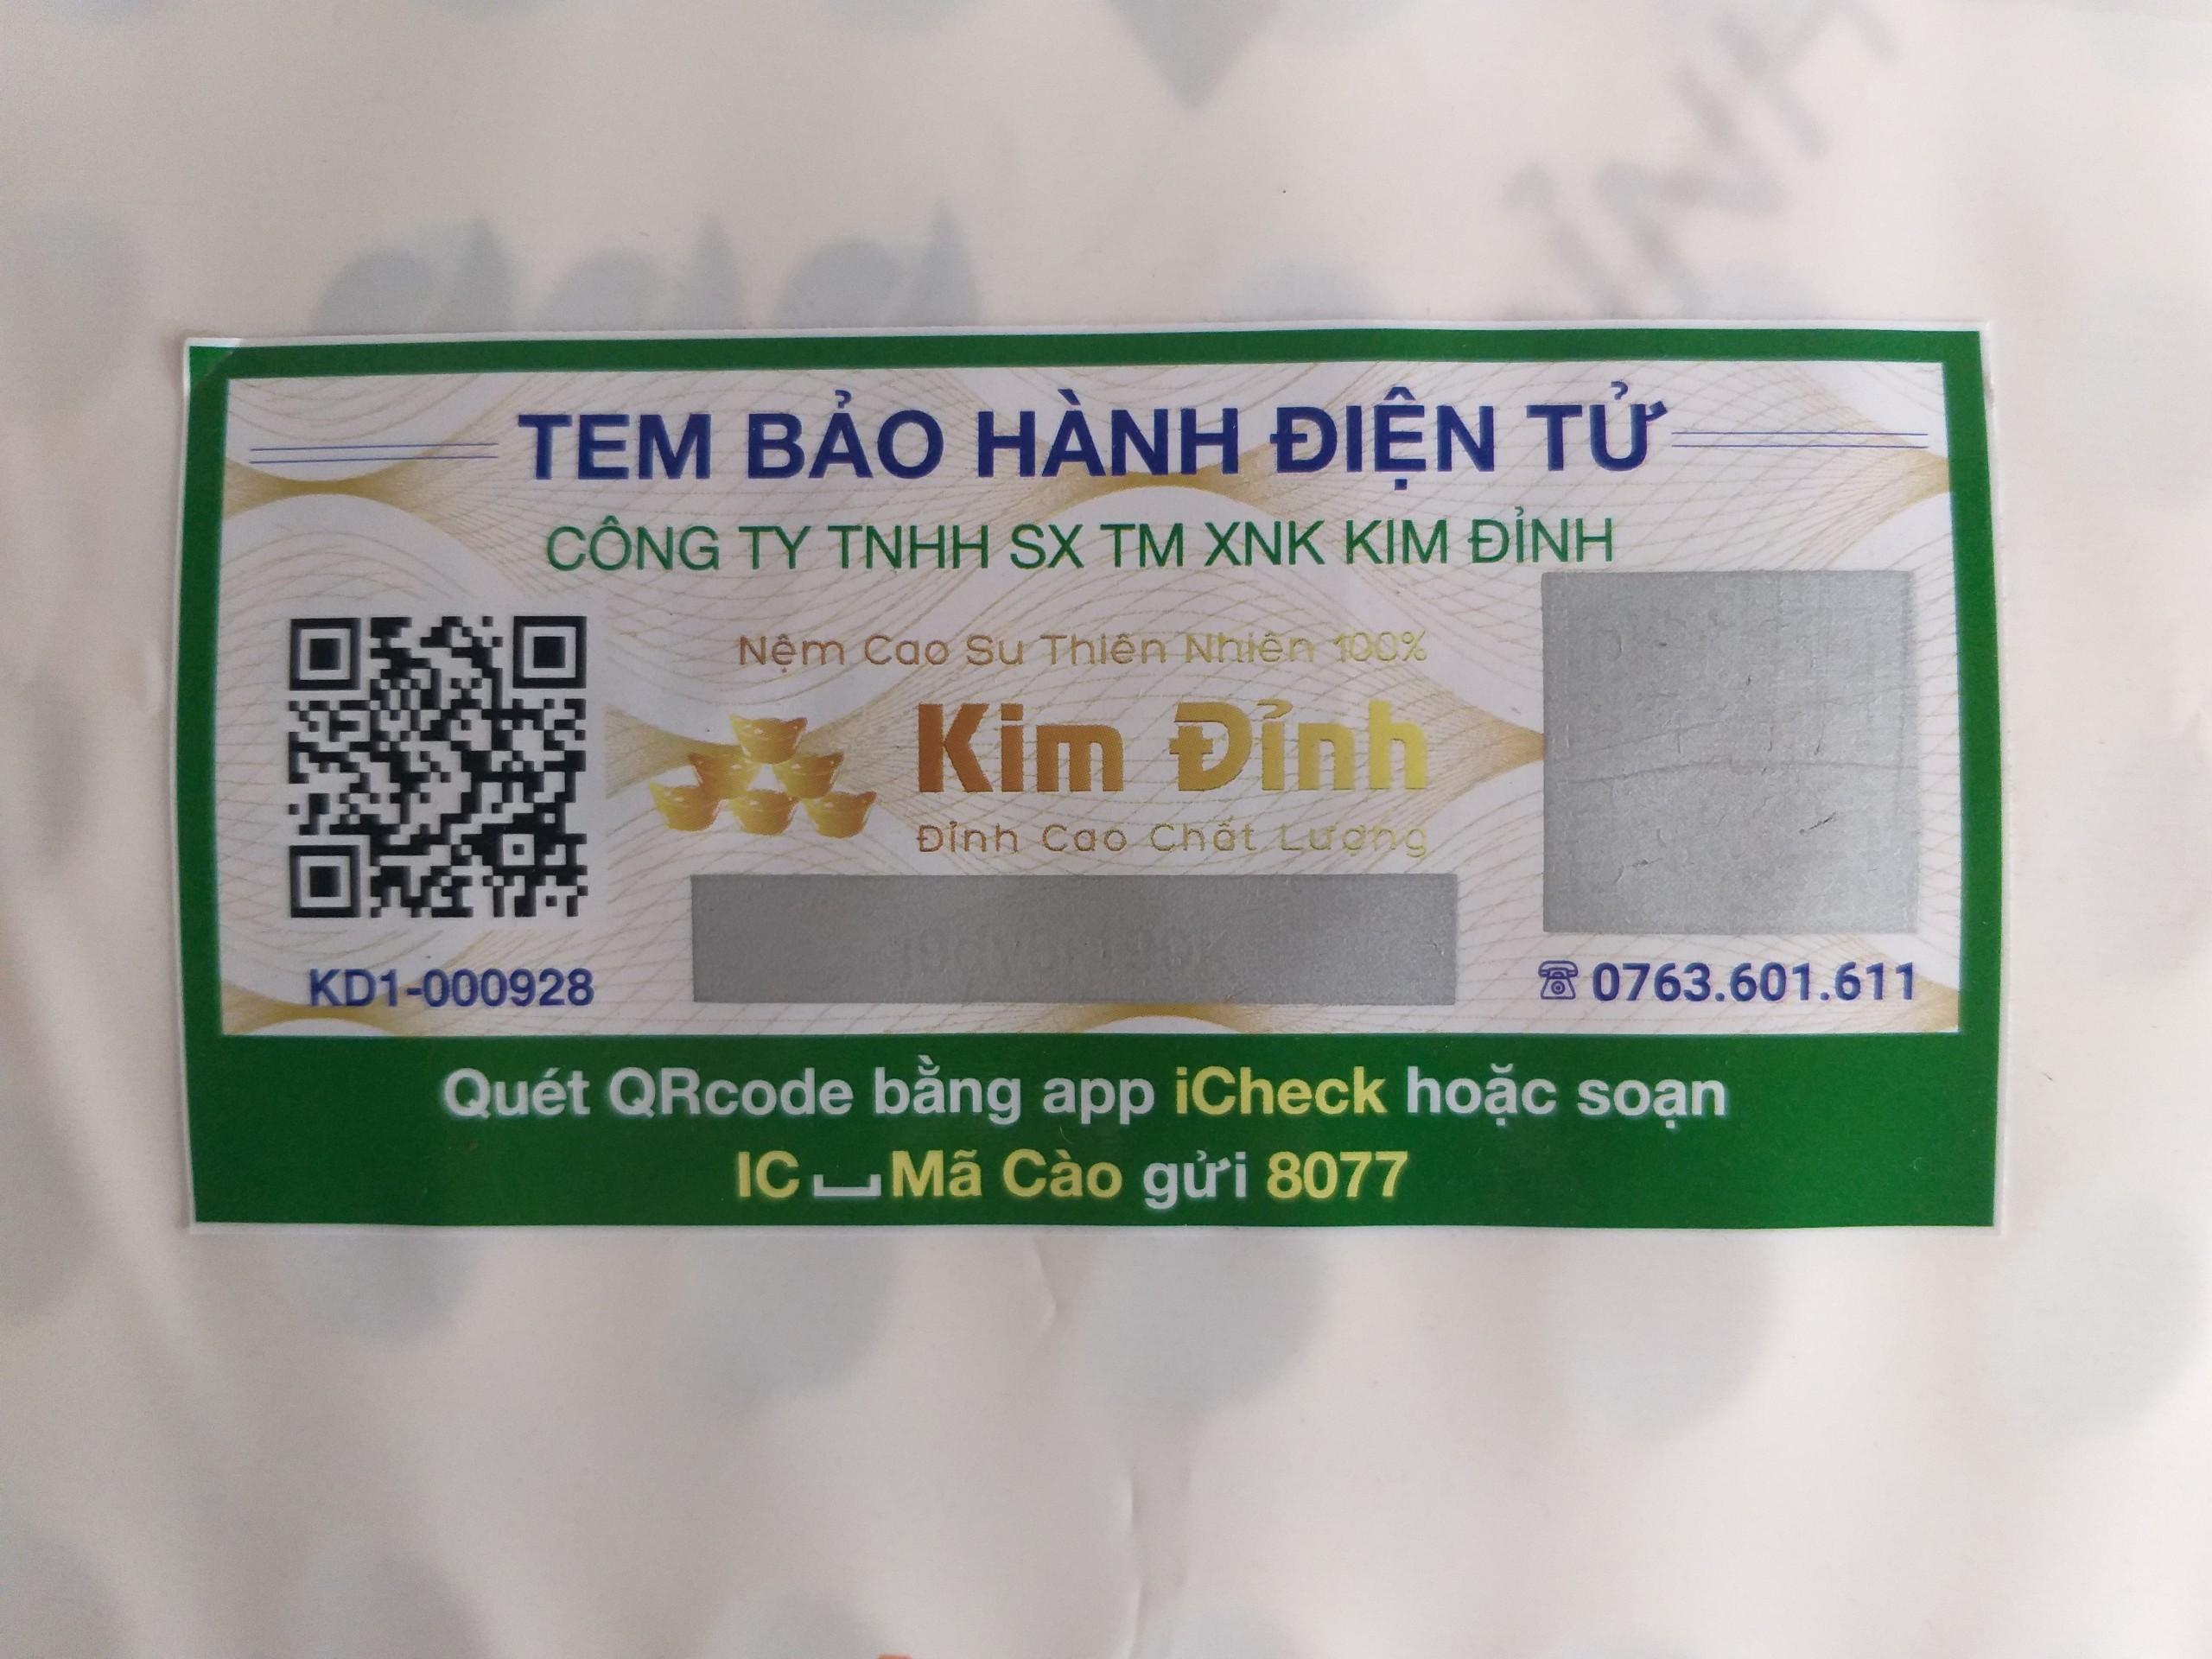 TEM BẢO HÀNH ĐIỆN TỬ
CÔNG TY TNHH SX TM XNK KIM ĐỈNH
Nệm Cao Su Thiên Nhiên 100%
Kim Đỉnh
Đỉnh Cao Chất Lượng
KD1-000928
0763.601.611
Quét QRcode bằng app iCheck hoặc soạn
IC Mã Cào gửi 8077